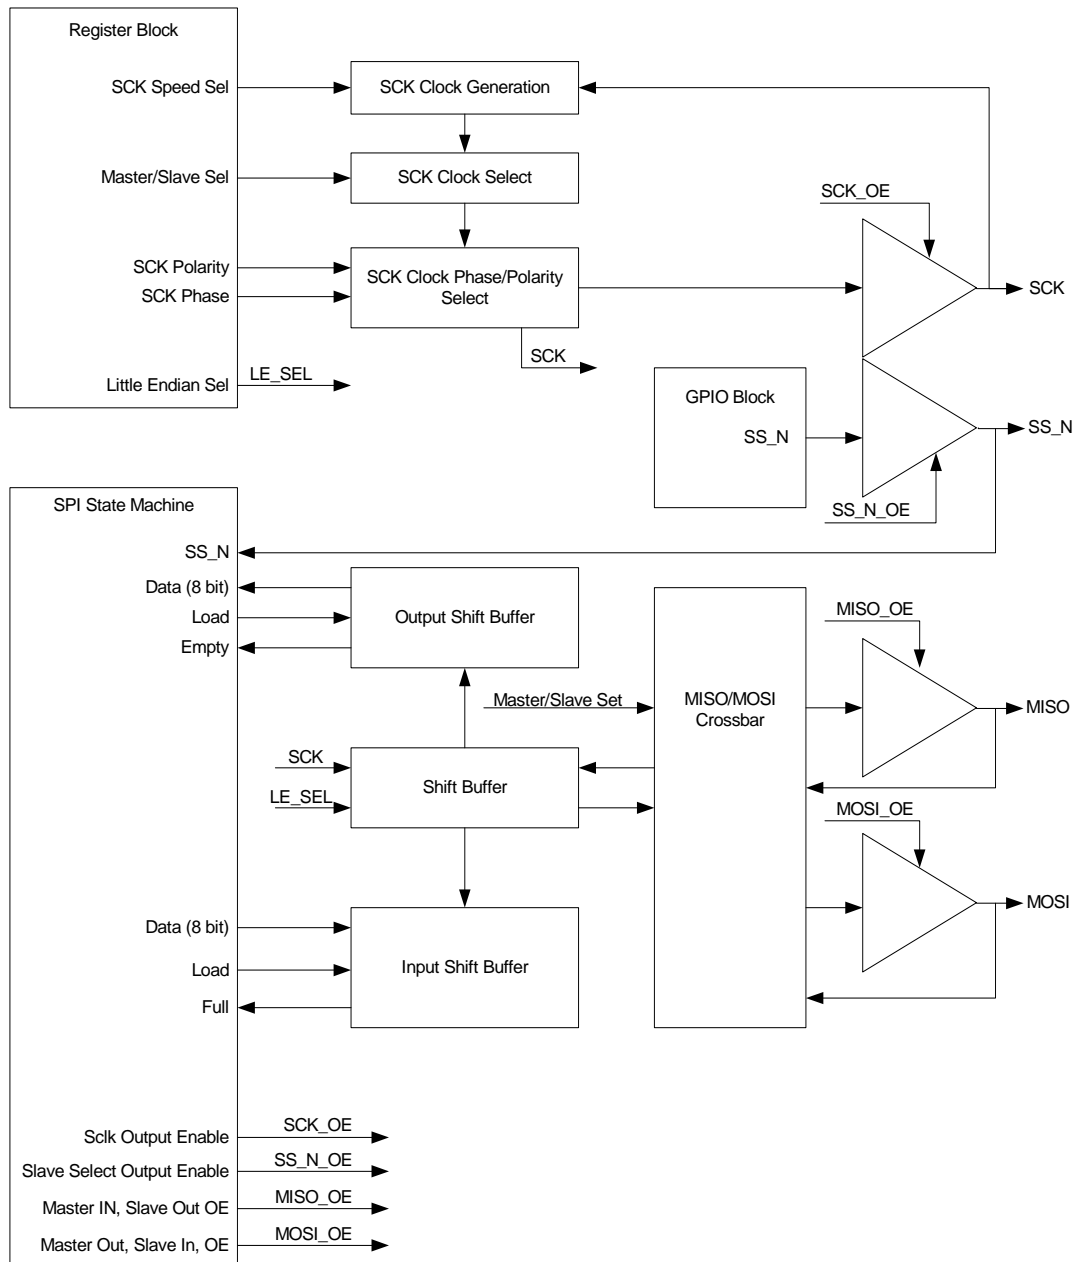 Register Block
SCK Speed Sel
SCK Clock Generation
Master/Slave Sel
SCK Clock Select
SCK_OE
SCK Polarity
SCK Phase
SCK Clock Phase/Polarity
Select
SCK
SCK
Little Endian Sel
LE_SEL
GPIO Block
SS_N
SS_N
SS_N_OE
SPI State Machine
SS_N
Data (8 bit)
Load
Empty
Output Shift Buffer
Master/Slave Set
MISO/MOSI
Crossbar
MISO_OE
MISO
SCK
LE_SEL
Shift Buffer
MOSI_OE
MOSI
Data (8 bit)
Load
Full
Input Shift Buffer
Sclk Output Enable
SCK_OE
Slave Select Output Enable
SS_N_OE
Master IN, Slave Out OE
MISO_OE
Master Out, Slave In, OE
MOSI_OE